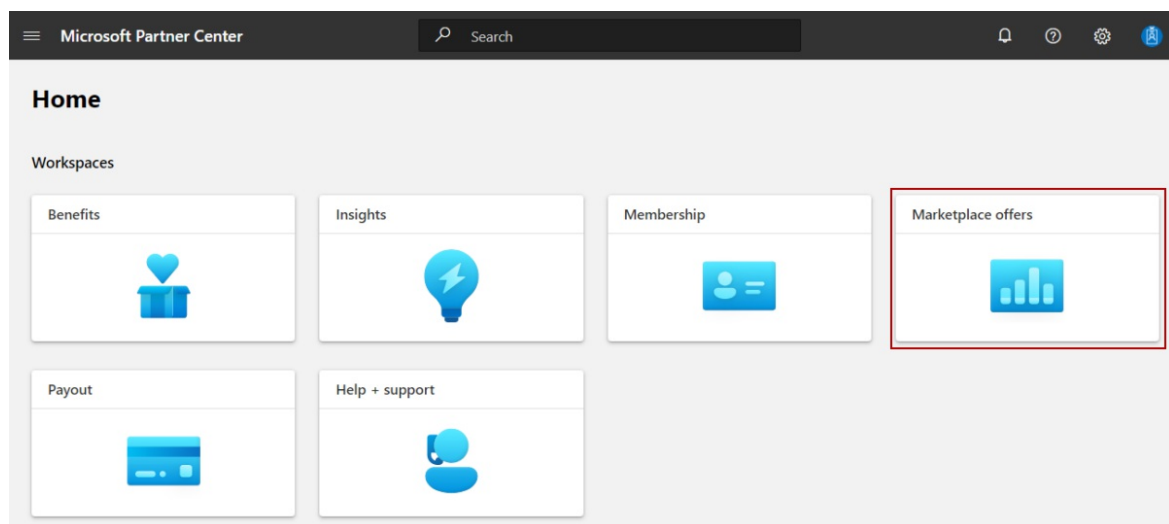 Microsoft Partner Center
Search
Home
Workspaces
Benefits
Insights
Membership
Marketplace offers
Payout
Help + support